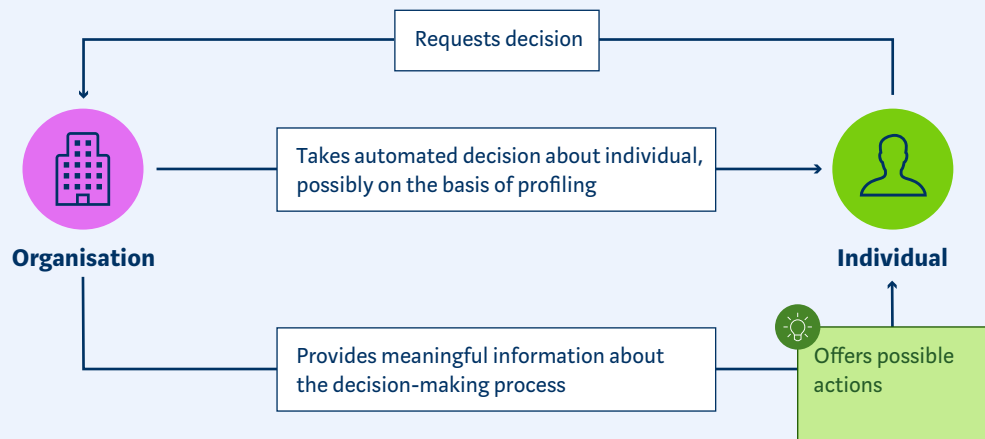 Requests decision
Takes automated decision about individual,
possibly on the basis of profiling
Organisation
Individual
Provides meaningful information about
the decision-making process
Offers possible
actions